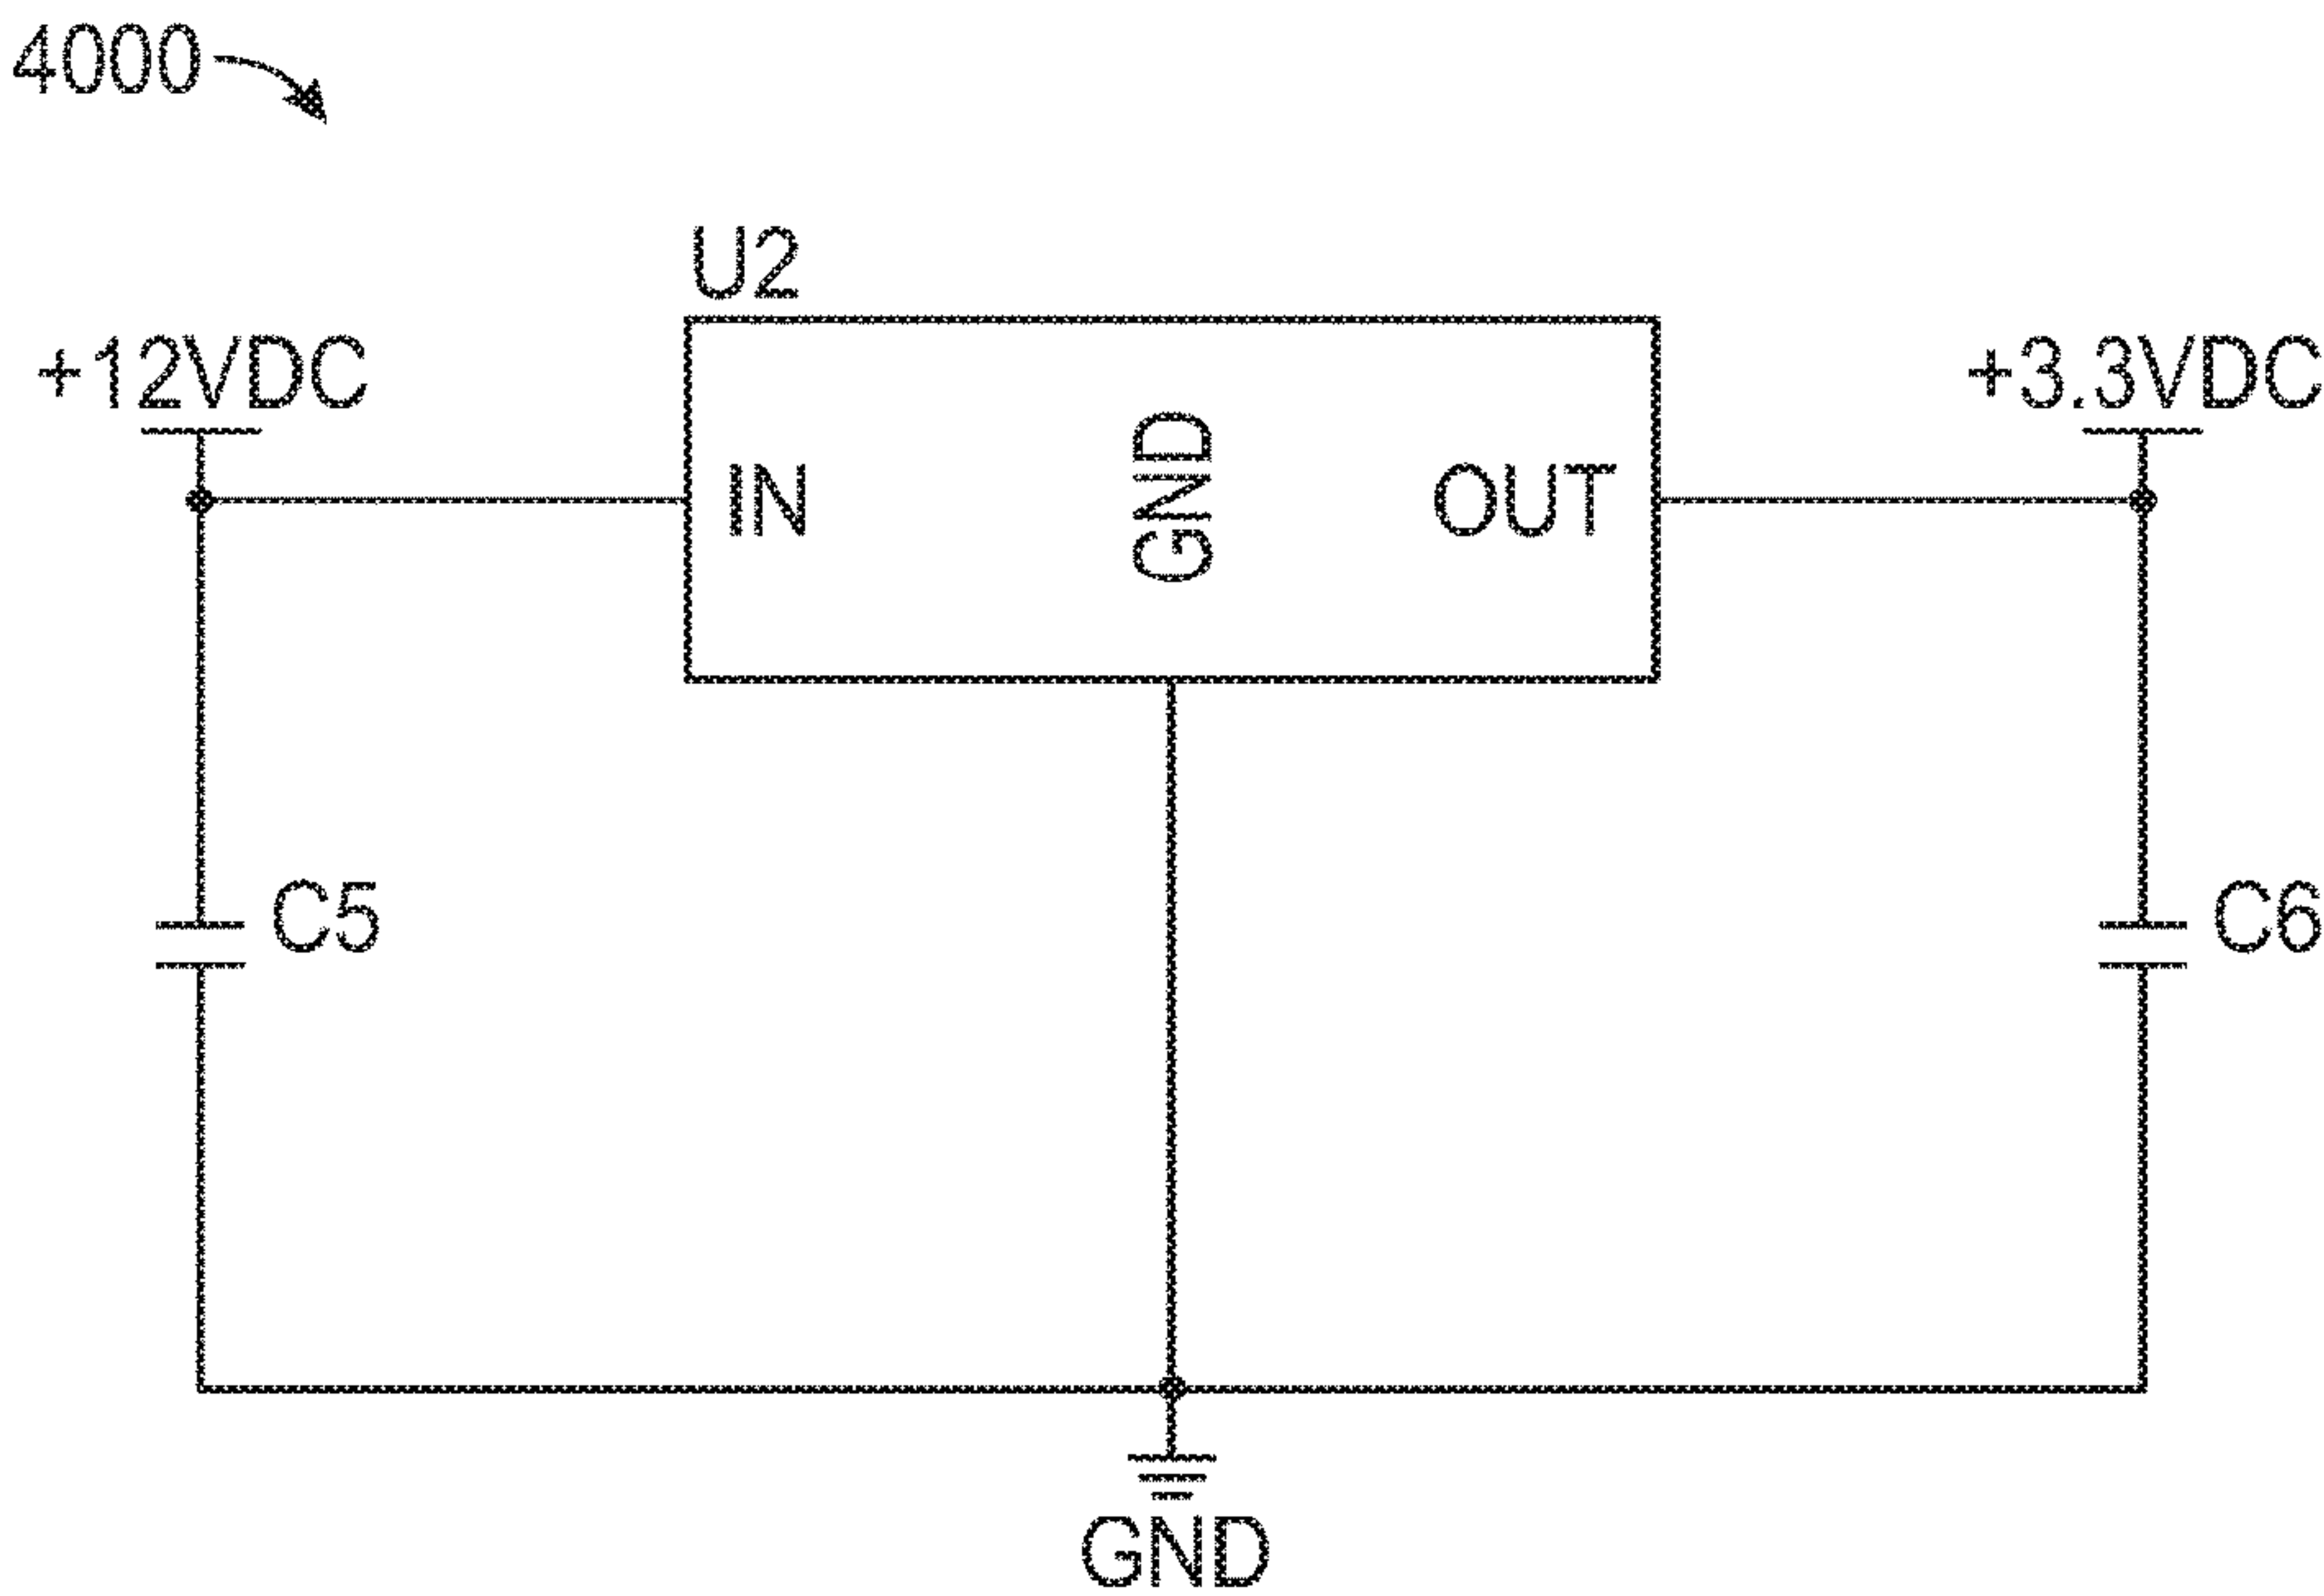 4000
U2
+12VDC
+3.3VDC
IN
GND
OUT
C5
C6
GND